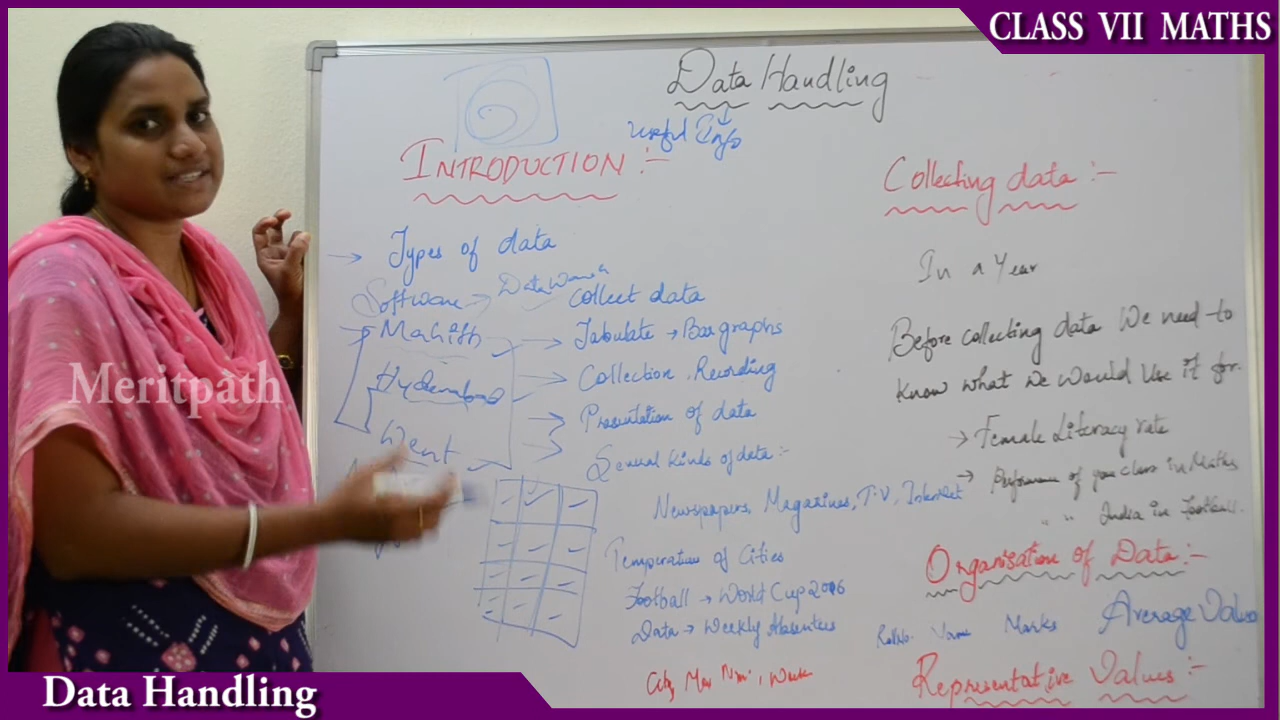 CLASS VII MATHS
Data Handling
useful Info
INTRODUCTION :-
→ Types of data
Software →
Collect data
→ Tabulate → Bar graphs
→ Collection, Recording
→ Presentation of data
Several kinds of data :-
Newspapers, Magazines, T.V, Internet
Temperature of Cities
Football → World Cup 2006
Data → Weekly Absentees
City Max Min, Week
Hyderabad
Went
Meritpath
Collecting data :-
In a Year
Before collecting data We need to
Know what we would use it for.
→ Female Literacy rate
→ Performance of your class in Maths
" " India in football.
Organisation of Data :-
Rollno. Name Marks Average Values
Representative Values :-
Data Handling